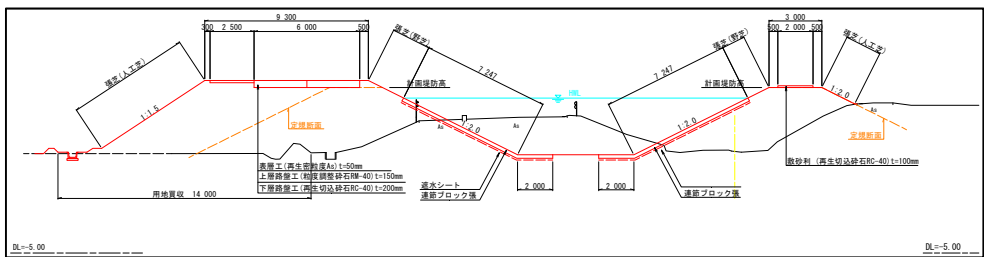 9 300
300
2 500
6 000
500
張芝(人工芝)
1:1.5
張芝(野芝)
計画堤防高
7 247
HWL
1:2.0
As
As
定規断面
表層工(再生密粒度As)t=50mm
上層路盤工(粒度調整砕石RM-40)t=150mm
下層路盤工(再生切込砕石RC-40)t=200mm
用地買収 14 000
遮水シート
連節ブロック張
2 000
2 000
遮水シート
連節ブロック張
7 247
1:2.0
張芝(野芝)
計画堤防高
3 000
500
2 000
500
張芝(人工芝)
1:2.0
As
定規断面
敷砂利 (再生切込砕石RC-40)t=100mm
DL=-5.00
DL=-5.00